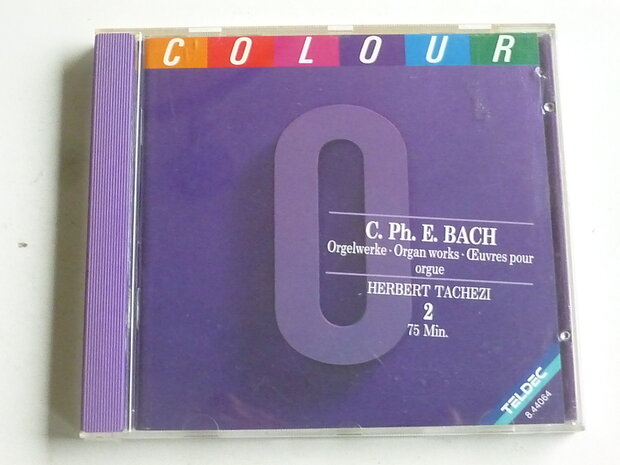 COLOUR
O
C. Ph. E. BACH
Orgelwerke · Organ works · Œuvres pour
orgue
HERBERT TACHEZI
2
75 Min.
TELDEC
8.44064